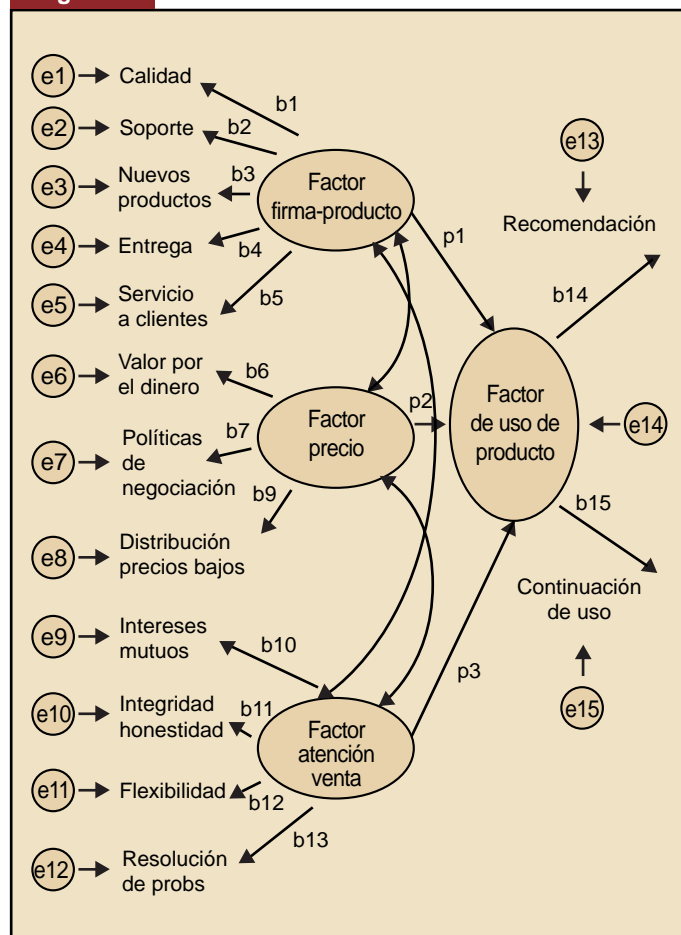 e1
Calidad
b1
e2
Soporte
b2
e3
Nuevos
productos
b3
e4
Entrega
b4
e5
Servicio
a clientes
b5
Factor
firma-producto
p1
e13
Recomendación
b14
e6
Valor por
el dinero
b6
e7
Políticas
de
negociación
b7
e8
Distribución
precios bajos
b9
Factor
precio
p2
Factor
de uso de
producto
e14
b15
Continuación
de uso
e15
e9
Intereses
mutuos
b10
e10
Integridad
honestidad
b11
e11
Flexibilidad
b12
e12
Resolución
de probs
b13
Factor
atención
venta
p3